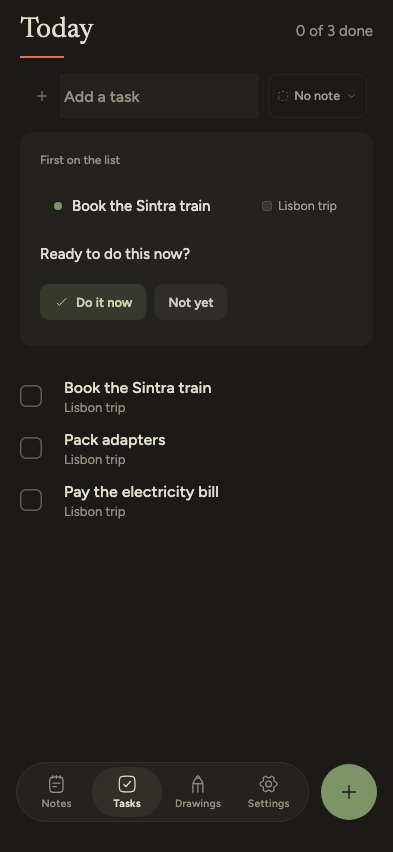 Today
0 of 3 done
Add a task
No note
First on the list
Book the Sintra train
Lisbon trip
Ready to do this now?
Do it now
Not yet
Book the Sintra train
Lisbon trip
Pack adapters
Lisbon trip
Pay the electricity bill
Lisbon trip
Notes
Tasks
Drawings
Settings